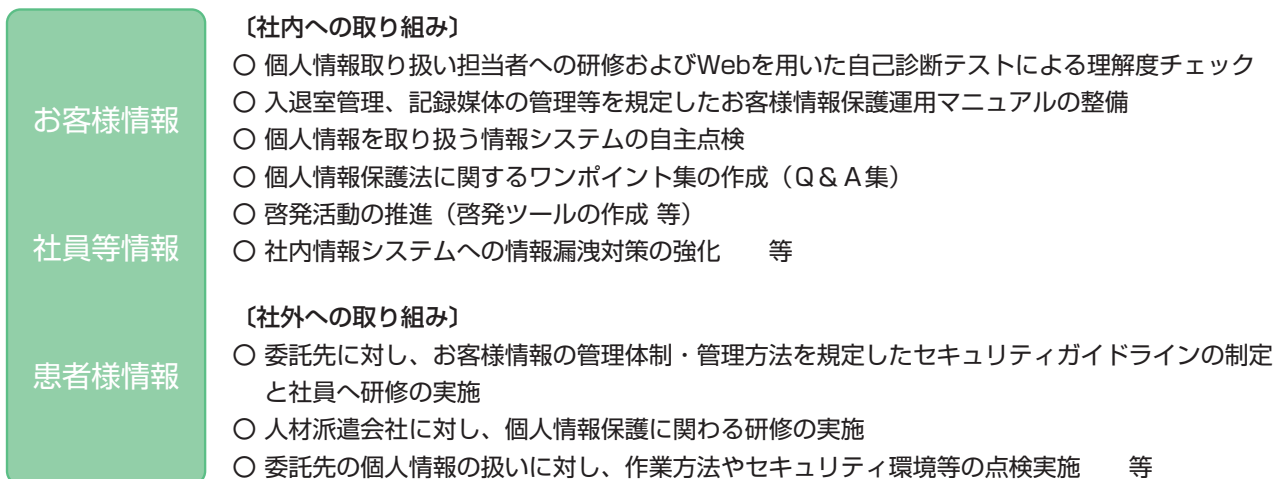 お客様情報
社員等情報
患者様情報
〔社内への取り組み〕
○ 個人情報取り扱い担当者への研修およびWebを用いた自己診断テストによる理解度チェック
○ 入退室管理、記録媒体の管理等を規定したお客様情報保護運用マニュアルの整備
○ 個人情報を取り扱う情報システムの自主点検
○ 個人情報保護法に関するワンポイント集の作成（Q＆A集）
○ 啓発活動の推進（啓発ツールの作成 等）
○ 社内情報システムへの情報漏洩対策の強化　　等
〔社外への取り組み〕
○ 委託先に対し、お客様情報の管理体制・管理方法を規定したセキュリティガイドラインの制定
と社員へ研修の実施
○ 人材派遣会社に対し、個人情報保護に関わる研修の実施
○ 委託先の個人情報の扱いに対し、作業方法やセキュリティ環境等の点検実施　　等